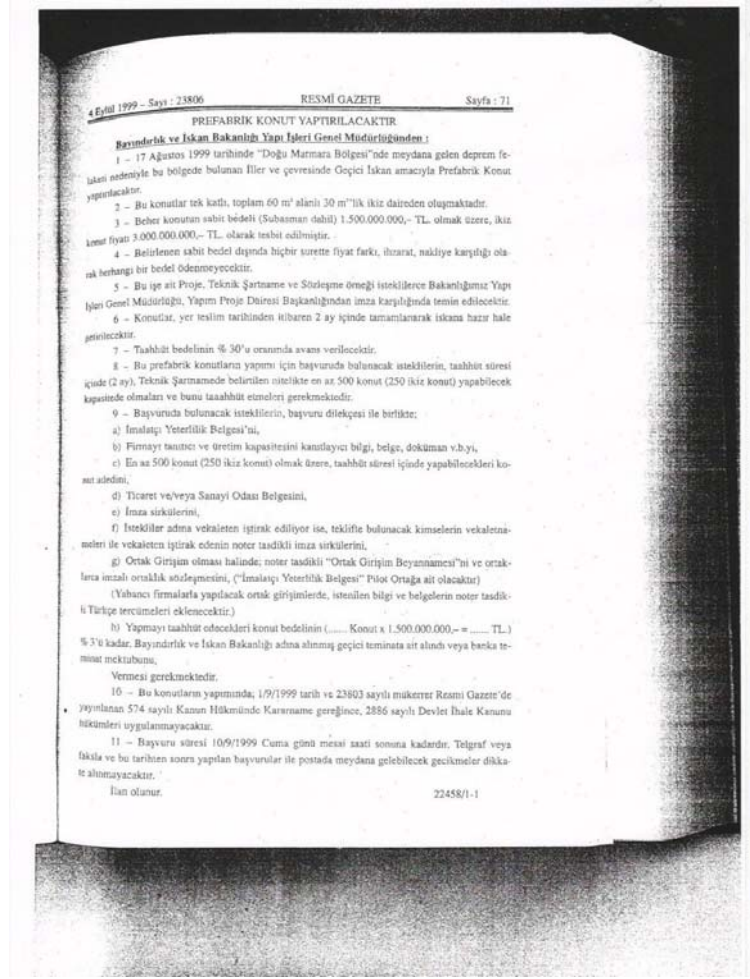 4 Eylül 1999 – Sayı : 23806 RESMÎ GAZETE Sayfa : 71
PREFABRİK KONUT YAPTIRILACAKTIR
Bayındırlık ve İskan Bakanlığı Yapı İşleri Genel Müdürlüğünden :
1 – 17 Ağustos 1999 tarihinde "Doğu Marmara Bölgesi"nde meydana gelen deprem fe-
laketi nedeniyle bu bölgede bulunan İller ve çevresinde Geçici İskan amacıyla Prefabrik Konut
yaptırılacaktır.
2 – Bu konutlar tek katlı, toplam 60 m² alanlı 30 m²'lik ikiz daireden oluşmaktadır.
3 – Beher konutun sabit bedeli (Subasman dahil) 1.500.000.000,– TL. olmak üzere, ikiz
konut fiyatı 3.000.000.000,– TL. olarak tesbit edilmiştir.
4 – Belirlenen sabit bedel dışında hiçbir surette fiyat farkı, ihzarat, nakliye karşılığı ola-
rak herhangi bir bedel ödenmeyecektir.
5 – Bu işe ait Proje, Teknik Şartname ve Sözleşme örneği isteklilerce Bakanlığımız Yapı
İşleri Genel Müdürlüğü, Yapım Proje Dairesi Başkanlığından imza karşılığında temin edilecektir.
6 – Konutlar, yer teslim tarihinden itibaren 2 ay içinde tamamlanarak iskana hazır hale
getirilecektir.
7 – Taahhüt bedelinin % 30'u oranında avans verilecektir.
8 – Bu prefabrik konutların yapımı için başvuruda bulunacak isteklilerin, taahhüt süresi
içinde (2 ay), Teknik Şartnamede belirtilen nitelikte en az 500 konut (250 ikiz konut) yapabilecek
kapasitede olmaları ve bunu taaahhüt etmeleri gerekmektedir.
9 – Başvuruda bulunacak isteklilerin, başvuru dilekçesi ile birlikte;
a) İmalatçı Yeterlilik Belgesi'ni,
b) Firmayı tanıtıcı ve üretim kapasitesini kanıtlayıcı bilgi, belge, doküman v.b.yi,
c) En az 500 konut (250 ikiz konut) olmak üzere, taahhüt süresi içinde yapabilecekleri ko-
nut adedini,
d) Ticaret ve/veya Sanayi Odası Belgesini,
e) İmza sirkülerini,
f) İstekliler adına vekaleten iştirak ediliyor ise, teklifte bulunacak kimselerin vekaletna-
meleri ile vekaleten iştirak edenin noter tasdikli imza sirkülerini,
g) Ortak Girişim olması halinde; noter tasdikli "Ortak Girişim Beyannamesi"ni ve ortak-
larca imzalı ortaklık sözleşmesini, ("İmalatçı Yeterlilik Belgesi" Pilot Ortağa ait olacaktır)
(Yabancı firmalarla yapılacak ortak girişimlerde, istenilen bilgi ve belgelerin noter tasdik-
li Türkçe tercümeleri eklenecektir.)
h) Yapmayı taahhüt edecekleri konut bedelinin (....... Konut x 1.500.000.000,– = ....... TL.)
% 3'ü kadar, Bayındırlık ve İskan Bakanlığı adına alınmış geçici teminata ait alındı veya banka te-
minat mektubunu,
Vermesi gerekmektedir.
10 – Bu konutların yapımında; 1/9/1999 tarih ve 23803 sayılı mükerrer Resmi Gazete'de
yayınlanan 574 sayılı Kanun Hükmünde Kararname gereğince, 2886 sayılı Devlet İhale Kanunu
hükümleri uygulanmayacaktır.
11 – Başvuru süresi 10/9/1999 Cuma günü mesai saati sonuna kadardır. Telgraf veya
faksla ve bu tarihten sonra yapılan başvurular ile postada meydana gelebilecek gecikmeler dikka-
te alınmayacaktır.
İlan olunur. 22458/1-1